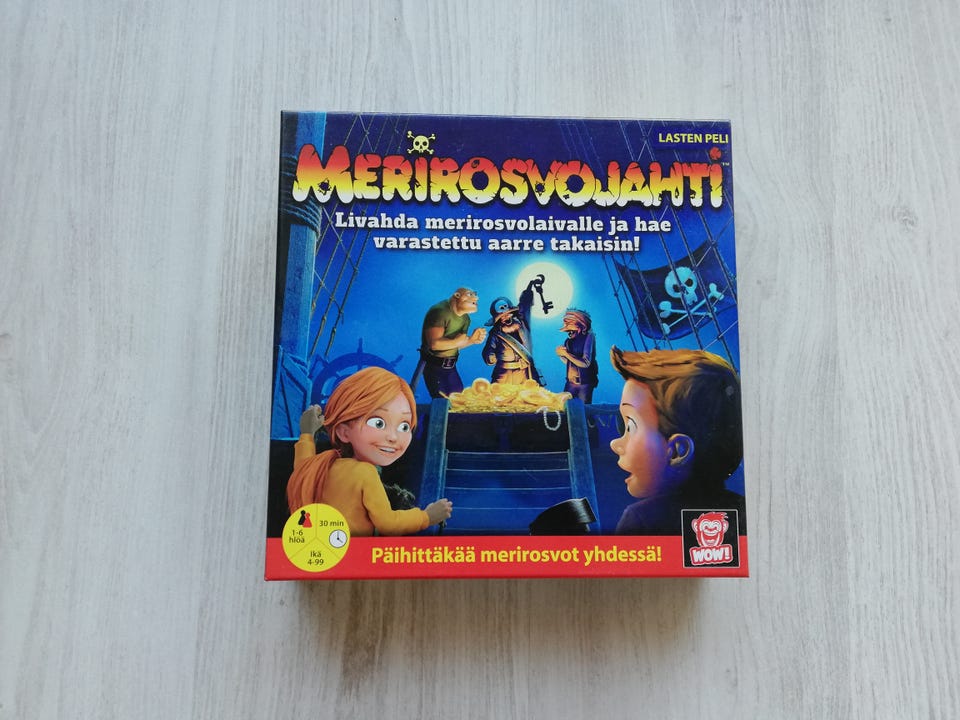 LASTEN PELI
MERIROSVOJAHTI™
Livahda merirosvolaivalle ja hae
varastettu aarre takaisin!
1-6
hlöä
30 min
Ikä
4-99
Päihittäkää merirosvot yhdessä!
WOW!